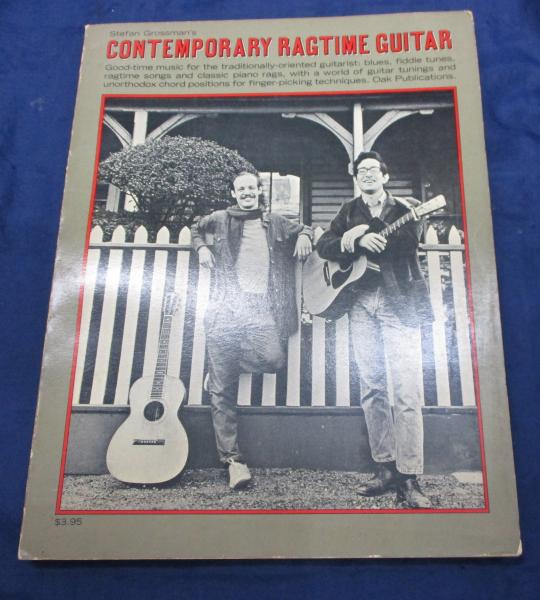 Stefan Grossman's
CONTEMPORARY RAGTIME GUITAR
Good-time music for the traditionally-oriented guitarist: blues, fiddle tunes,
ragtime songs and classic piano rags, with a world of guitar tunings and
unorthodox chord positions for finger-picking techniques. Oak Publications.
$3.95